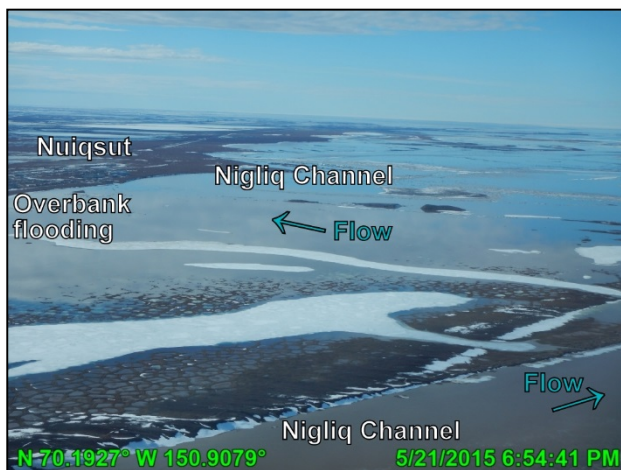 Nuiqsut
Nigliq Channel
Overbank
flooding
Flow
Flow
Nigliq Channel
N 70.1927° W 150.9079°
5/21/2015 6:54:41 PM